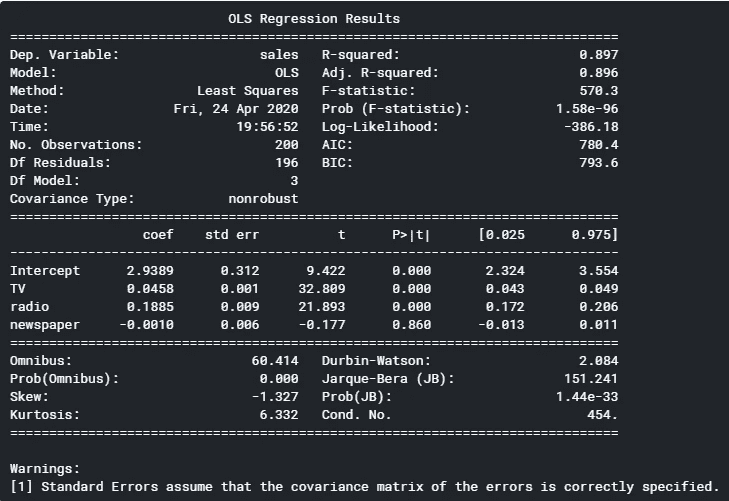 OLS Regression Results
==============================================================================
Dep. Variable:                  sales   R-squared:                       0.897
Model:                            OLS   Adj. R-squared:                  0.896
Method:                 Least Squares   F-statistic:                     570.3
Date:                Fri, 24 Apr 2020   Prob (F-statistic):           1.58e-96
Time:                        19:56:52   Log-Likelihood:                -386.18
No. Observations:                 200   AIC:                             780.4
Df Residuals:                     196   BIC:                             793.6
Df Model:                           3
Covariance Type:            nonrobust
==============================================================================
                 coef    std err          t      P>|t|      [0.025      0.975]
------------------------------------------------------------------------------
Intercept      2.9389      0.312      9.422      0.000       2.324       3.554
TV             0.0458      0.001     32.809      0.000       0.043       0.049
radio          0.1885      0.009     21.893      0.000       0.172       0.206
newspaper     -0.0010      0.006     -0.177      0.860      -0.013       0.011
==============================================================================
Omnibus:                       60.414   Durbin-Watson:                   2.084
Prob(Omnibus):                  0.000   Jarque-Bera (JB):              151.241
Skew:                          -1.327   Prob(JB):                     1.44e-33
Kurtosis:                       6.332   Cond. No.                         454.
==============================================================================
Warnings:
[1] Standard Errors assume that the covariance matrix of the errors is correctly specified.